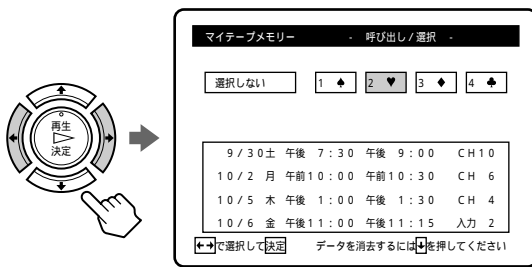 マイテープメモリー - 呼び出し/選択 -
選択しない 1 ♠ 2 ♥ 3 ♦ 4 ♣
再生
決定
9/30土 午後 7:30 午後 9:00 CH10
10/2 月 午前10:00 午前10:30 CH 6
10/5 木 午後 1:00 午後 1:30 CH 4
10/6 金 午後11:00 午後11:15 入力 2
←→で選択して決定 データを消去するには↓を押してください